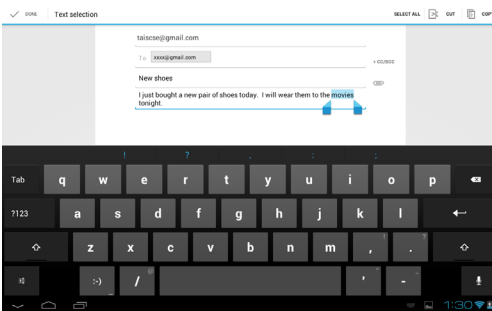 DONE Text selection SELECT ALL CUT COPY
taiscse@gmail.com
To xxxx@gmail.com
+ CC/BCC
New shoes
I just bought a new pair of shoes today. I will wear them to the movies
tonight.
! ? , : ;
Tab q w e r t y u i o p
?123 a s d f g h j k l
z x c v b n m , ! . ?
:-) / @ ' " - _
1:30